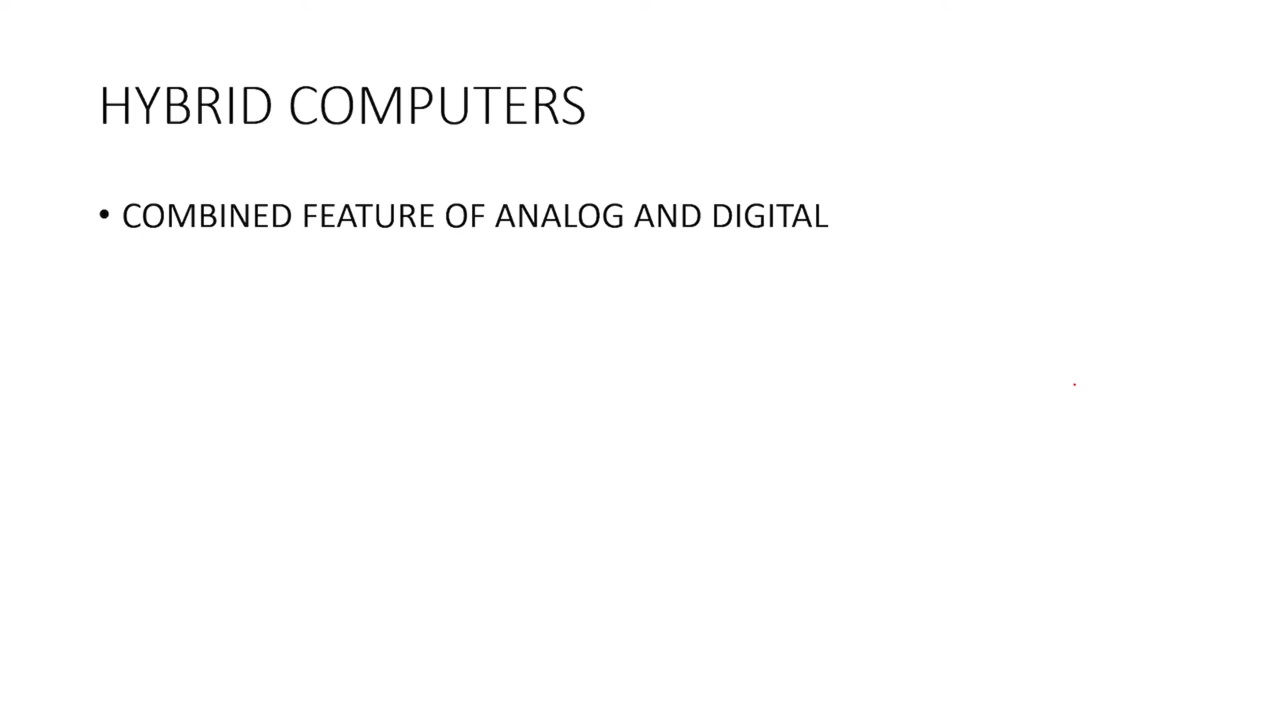 HYBRID COMPUTERS
• COMBINED FEATURE OF ANALOG AND DIGITAL